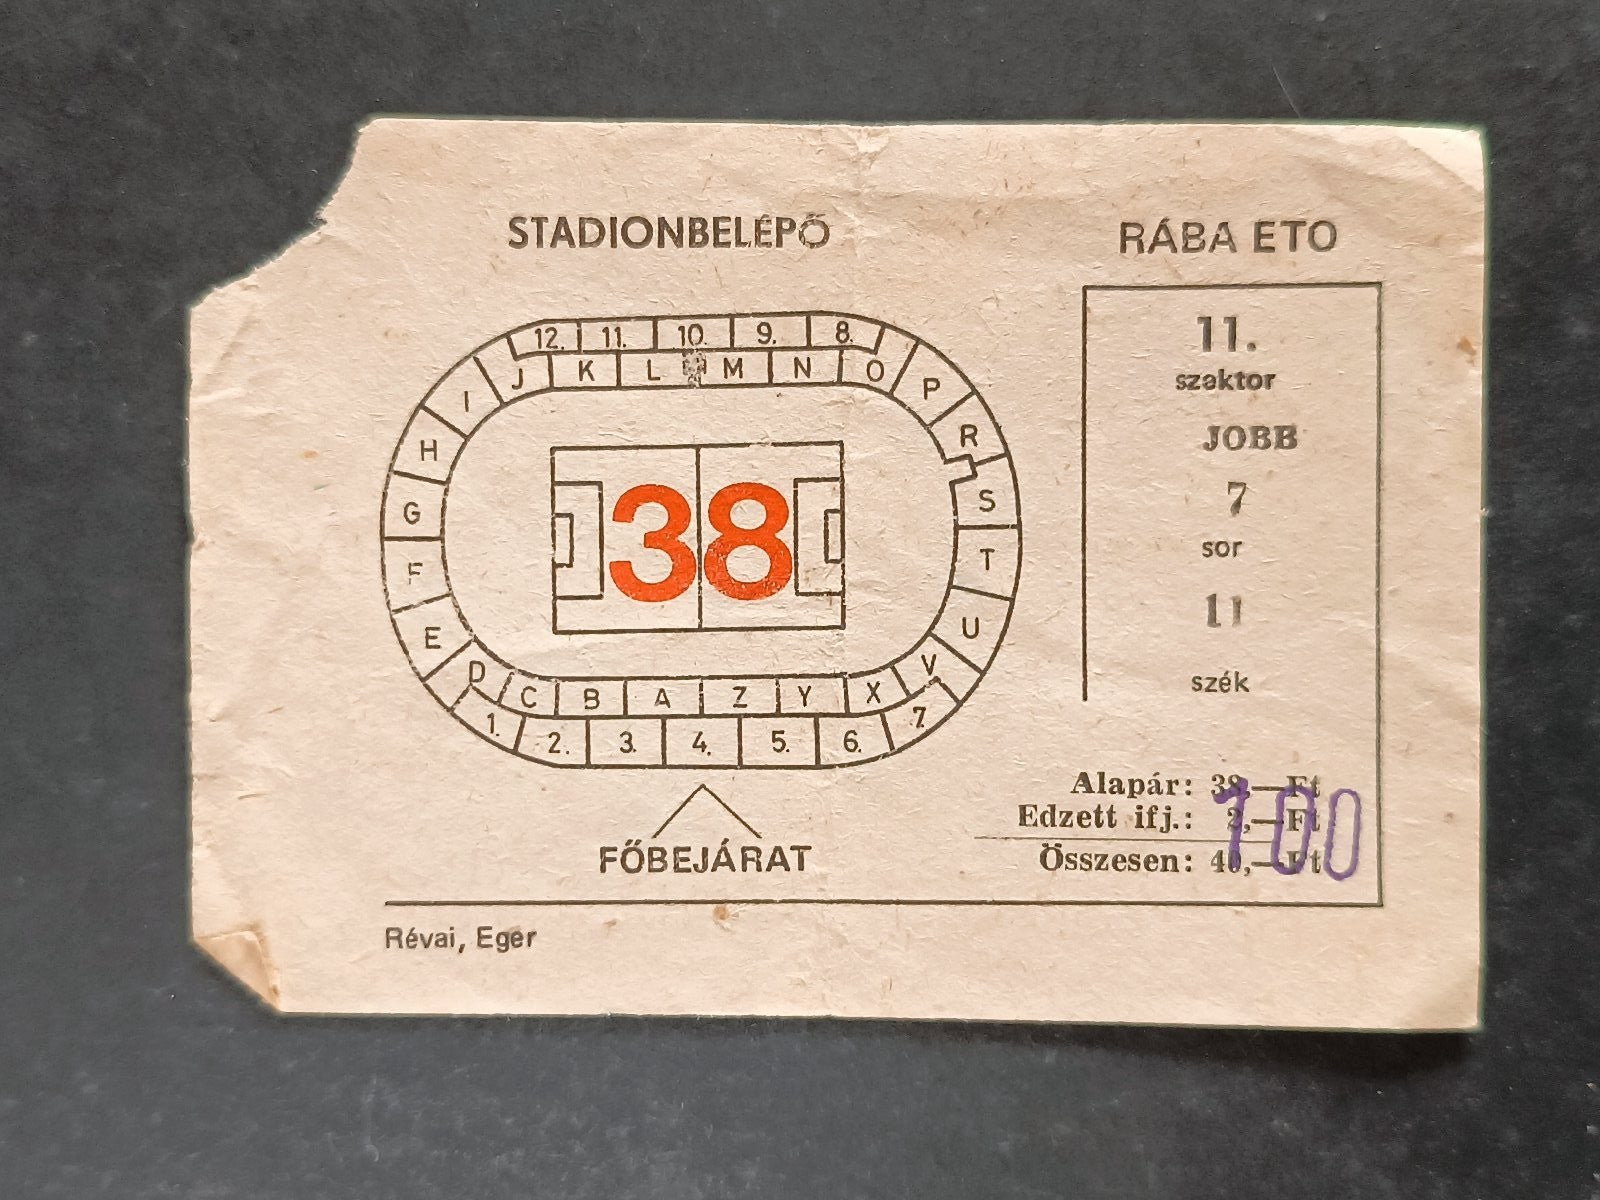 STADIONBELÉPŐ
RÁBA ETO
12. 11. 10. 9. 8.
J K L M N O
I P
H R
G S
F T
E U
D C B A Z Y X V
1. 2. 3. 4. 5. 6. 7.
38
FŐBEJÁRAT
11.
szektor
JOBB
7
sor
11
szék
Alapár: 38,—Ft
Edzett ifj.: 2,—Ft
Összesen: 40,—Ft
100
Révai, Eger